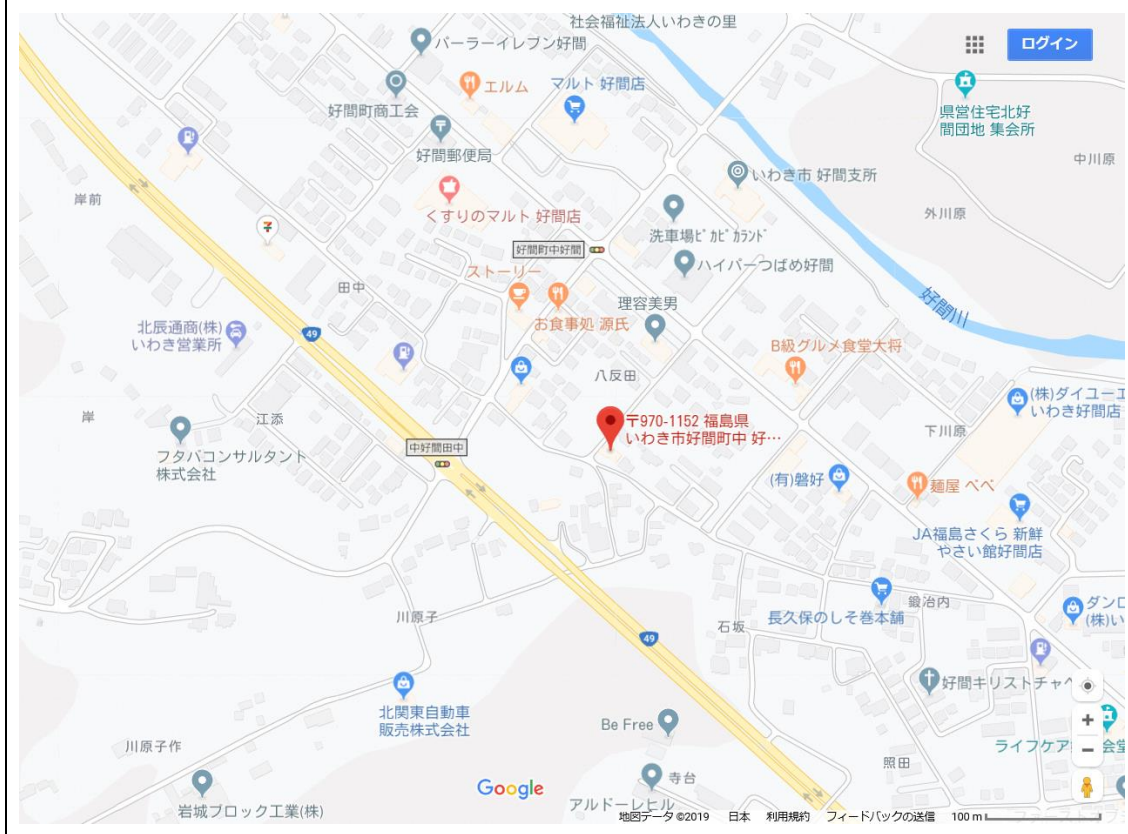 社会福祉法人いわきの里
パーラーイレブン好間
ログイン
エルム
マルト 好間店
好間町商工会
県営住宅北好
間団地 集会所
好間郵便局
中川原
いわき市 好間支所
岸前
くすりのマルト 好間店
外川原
洗車場ピカピカランド
好間町中好間
ストーリー
ハイパーつばめ好間
田中
理容美男
好間川
北辰通商(株)
いわき営業所
49
お食事処 源氏
B級グルメ食堂大将
八反田
(株)ダイユーエ
いわき好間店
岸
江添
〒970-1152 福島県
いわき市好間町中 好…
下川原
フタバコンサルタント
株式会社
中好間田中
(有)磐好
麺屋 べべ
JA福島さくら 新鮮
やさい館好間店
川原子
石坂
長久保のしそ巻本舗
鍛治内
ダンロ
(株)い
49
好間キリストチャペ
北関東自動車
販売株式会社
Be Free
川原子作
ライフケア
会堂
照田
寺台
岩城ブロック工業(株)
Google
アルドーレヒル
地図データ ©2019 日本 利用規約 フィードバックの送信 100 m